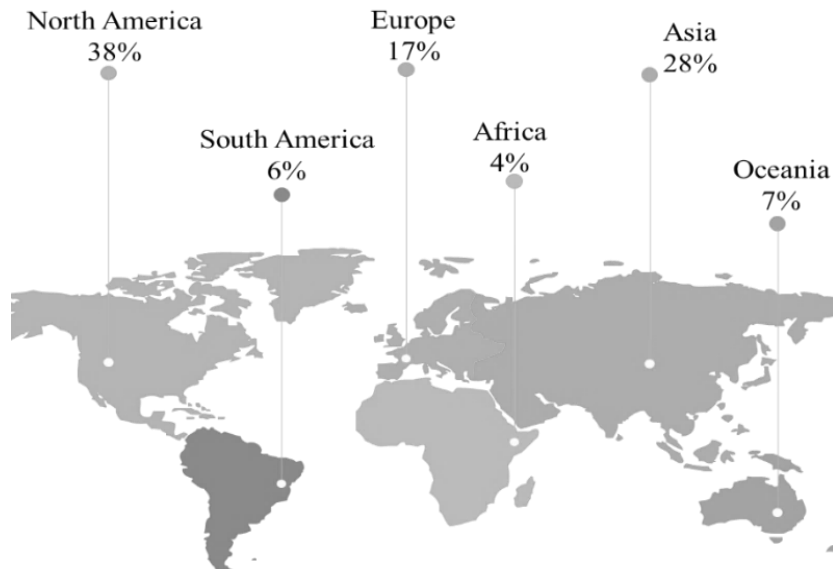 North America
38%
Europe
17%
Asia
28%
South America
6%
Africa
4%
Oceania
7%